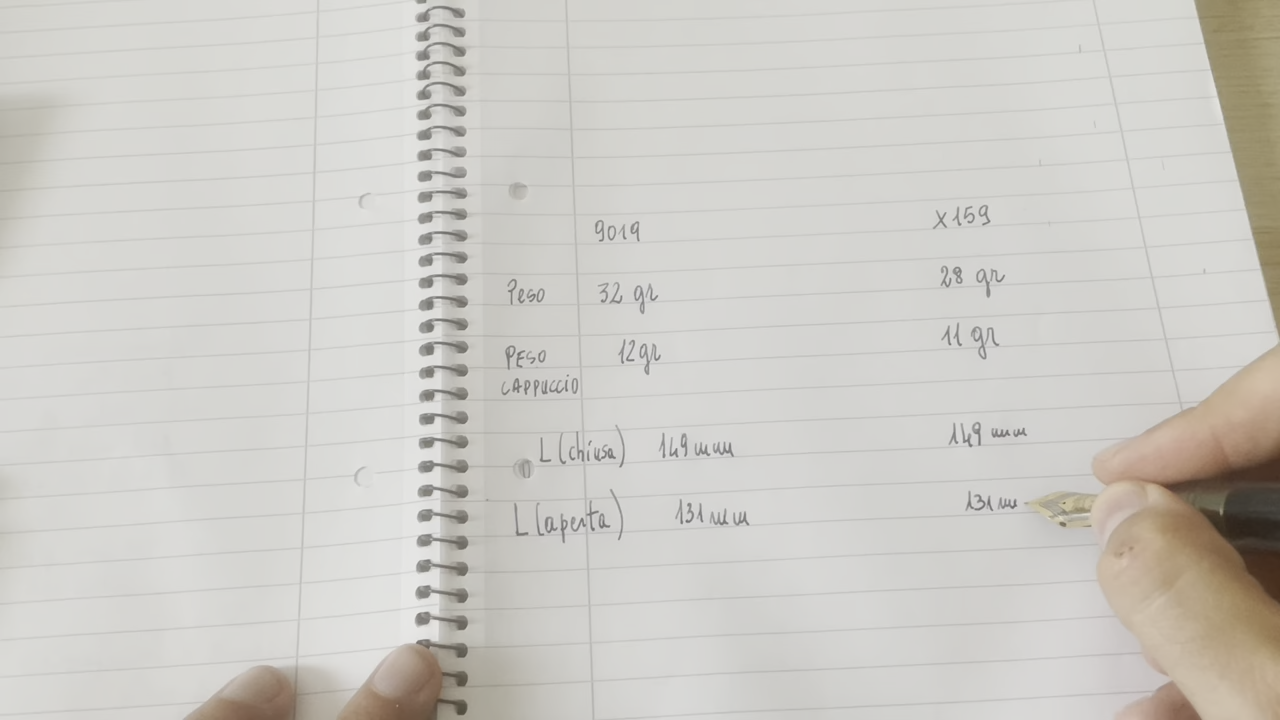 9019 X159
Peso 32 gr 28 gr
PESO 12gr 11 gr
CAPPUCCIO
L (chiusa) 149 mm 149 mm
L (aperta) 131 mm 131 m